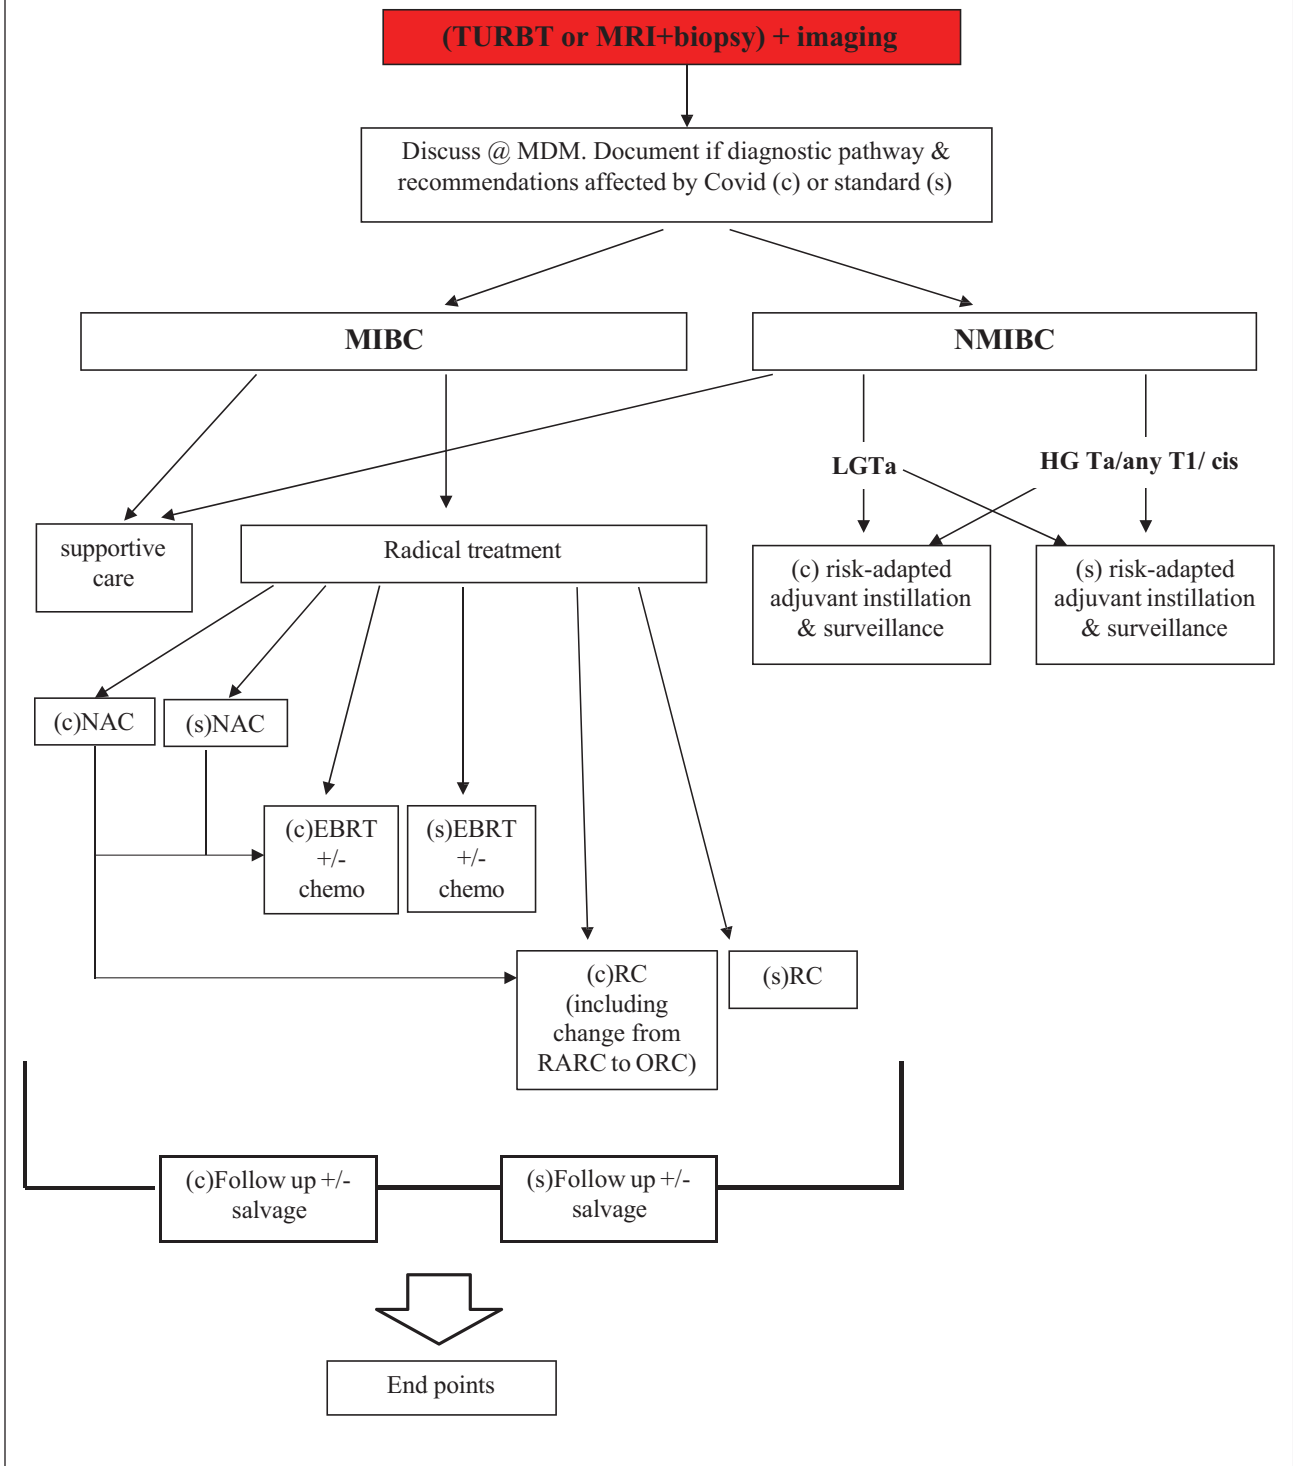 (TURBT or MRI+biopsy) + imaging
Discuss @ MDM. Document if diagnostic pathway &
recommendations affected by Covid (c) or standard (s)
MIBC
NMIBC
LGTa
HG Ta/any T1/ cis
supportive
care
Radical treatment
(c) risk-adapted
adjuvant instillation
& surveillance
(s) risk-adapted
adjuvant instillation
& surveillance
(c)NAC
(s)NAC
(c)EBRT
+/-
chemo
(s)EBRT
+/-
chemo
(c)RC
(including
change from
RARC to ORC)
(s)RC
(c)Follow up +/-
salvage
(s)Follow up +/-
salvage
End points